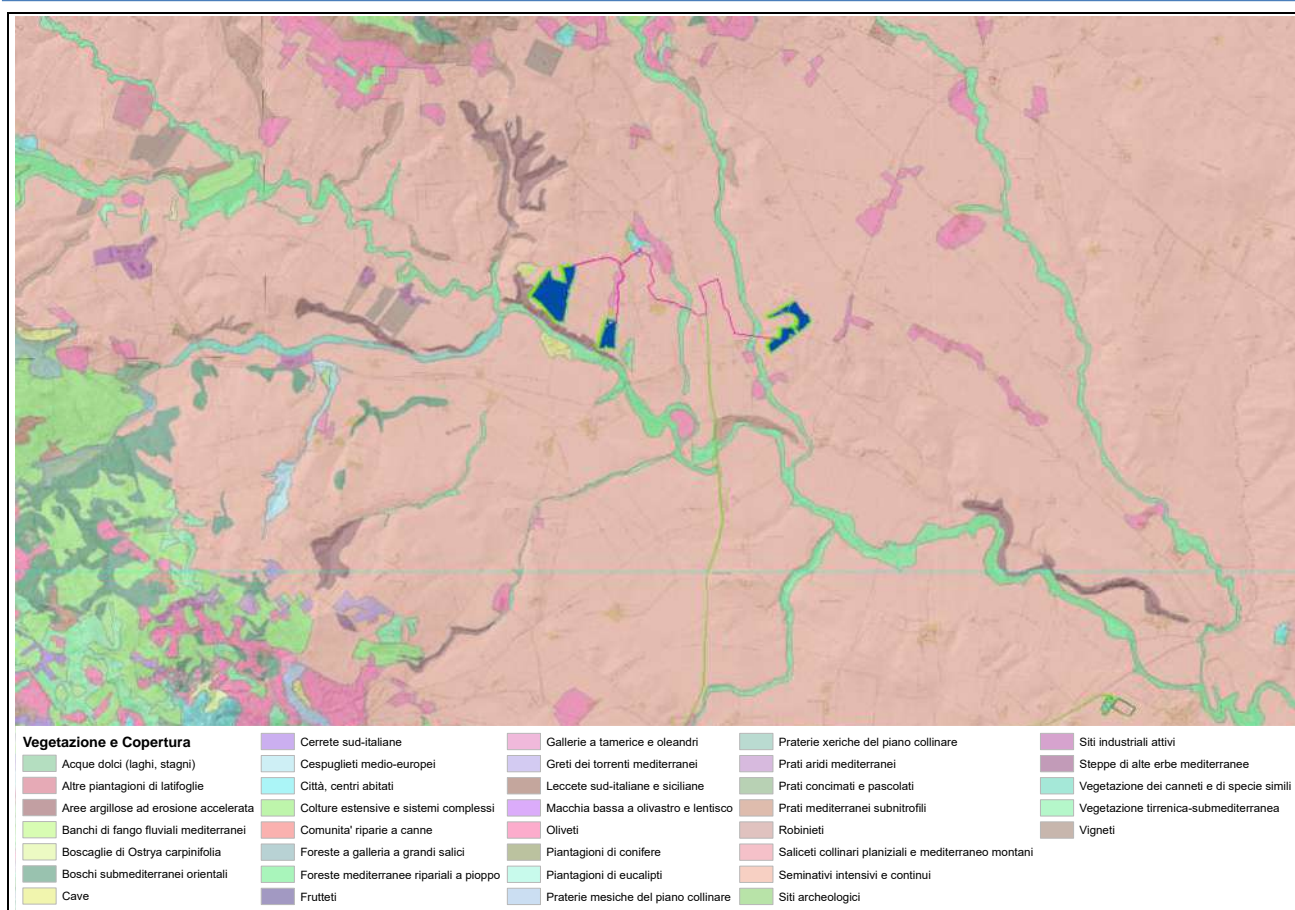 Vegetazione e Copertura
Acque dolci (laghi, stagni)
Altre piantagioni di latifoglie
Aree argillose ad erosione accelerata
Banchi di fango fluviali mediterranei
Boscaglie di Ostrya carpinifolia
Boschi submediterranei orientali
Cave
Cerrete sud-italiane
Cespuglieti medio-europei
Città, centri abitati
Colture estensive e sistemi complessi
Comunita' riparie a canne
Foreste a galleria a grandi salici
Foreste mediterranee ripariali a pioppo
Frutteti
Gallerie a tamerice e oleandri
Greti dei torrenti mediterranei
Leccete sud-italiane e siciliane
Macchia bassa a olivastro e lentisco
Oliveti
Piantagioni di conifere
Piantagioni di eucalipti
Praterie mesiche del piano collinare
Praterie xeriche del piano collinare
Prati aridi mediterranei
Prati concimati e pascolati
Prati mediterranei subnitrofili
Robinieti
Saliceti collinari planiziali e mediterraneo montani
Seminativi intensivi e continui
Siti archeologici
Siti industriali attivi
Steppe di alte erbe mediterranee
Vegetazione dei canneti e di specie simili
Vegetazione tirrenica-submediterranea
Vigneti